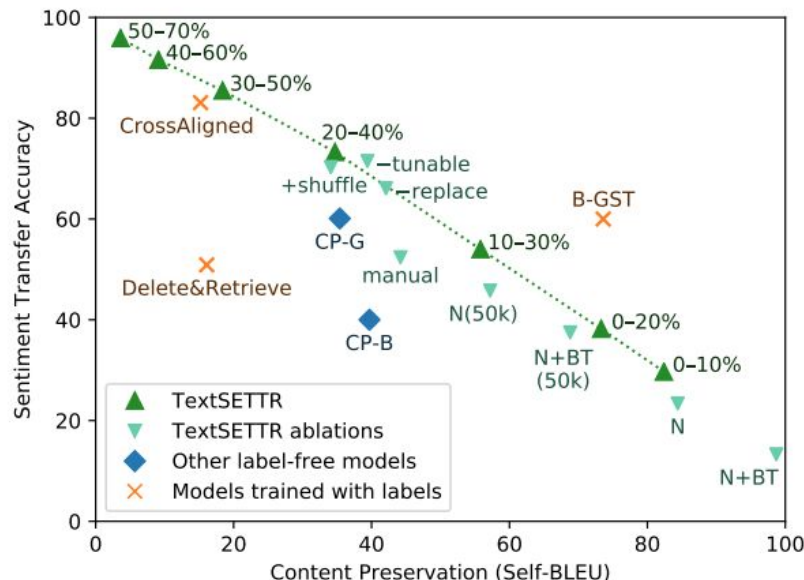 100
80
60
40
20
0
Sentiment Transfer Accuracy
50–70%
40–60%
30–50%
CrossAligned
20–40%
−tunable
+shuffle
−replace
B-GST
CP-G
10–30%
manual
Delete&Retrieve
N(50k)
CP-B
0–20%
N+BT
(50k)
0–10%
N
N+BT
TextSETTR
TextSETTR ablations
Other label-free models
Models trained with labels
0 20 40 60 80 100
Content Preservation (Self-BLEU)